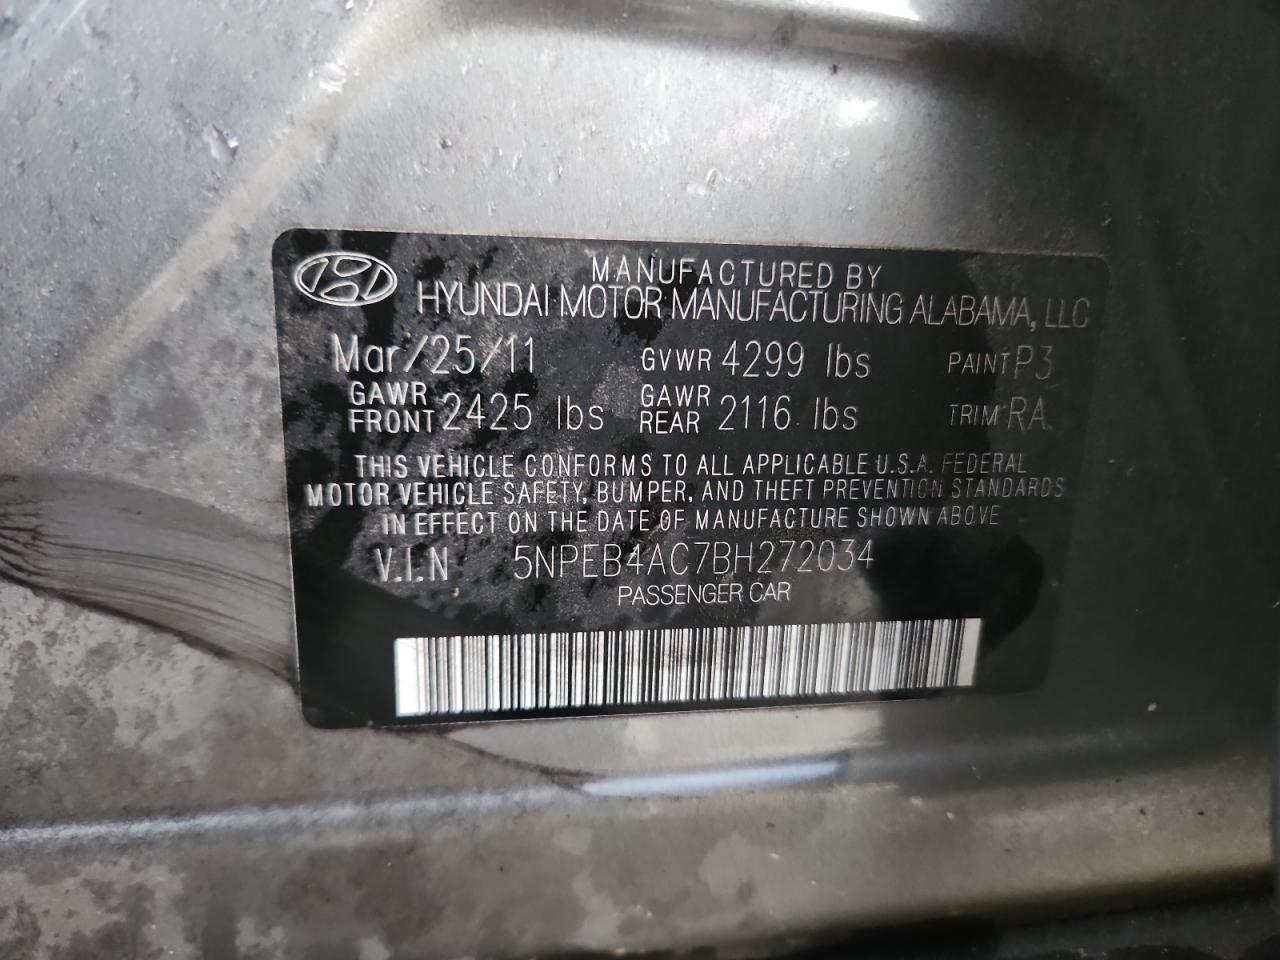 MANUFACTURED BY
HYUNDAI MOTOR MANUFACTURING ALABAMA, LLC
Mar/25/11 GVWR 4299 lbs PAINT P3
GAWR FRONT 2425 lbs GAWR REAR 2116 lbs TRIM RA
THIS VEHICLE CONFORMS TO ALL APPLICABLE U.S.A. FEDERAL
MOTOR VEHICLE SAFETY, BUMPER, AND THEFT PREVENTION STANDARDS
IN EFFECT ON THE DATE OF MANUFACTURE SHOWN ABOVE
V.I.N 5NPEB4AC7BH272034
PASSENGER CAR